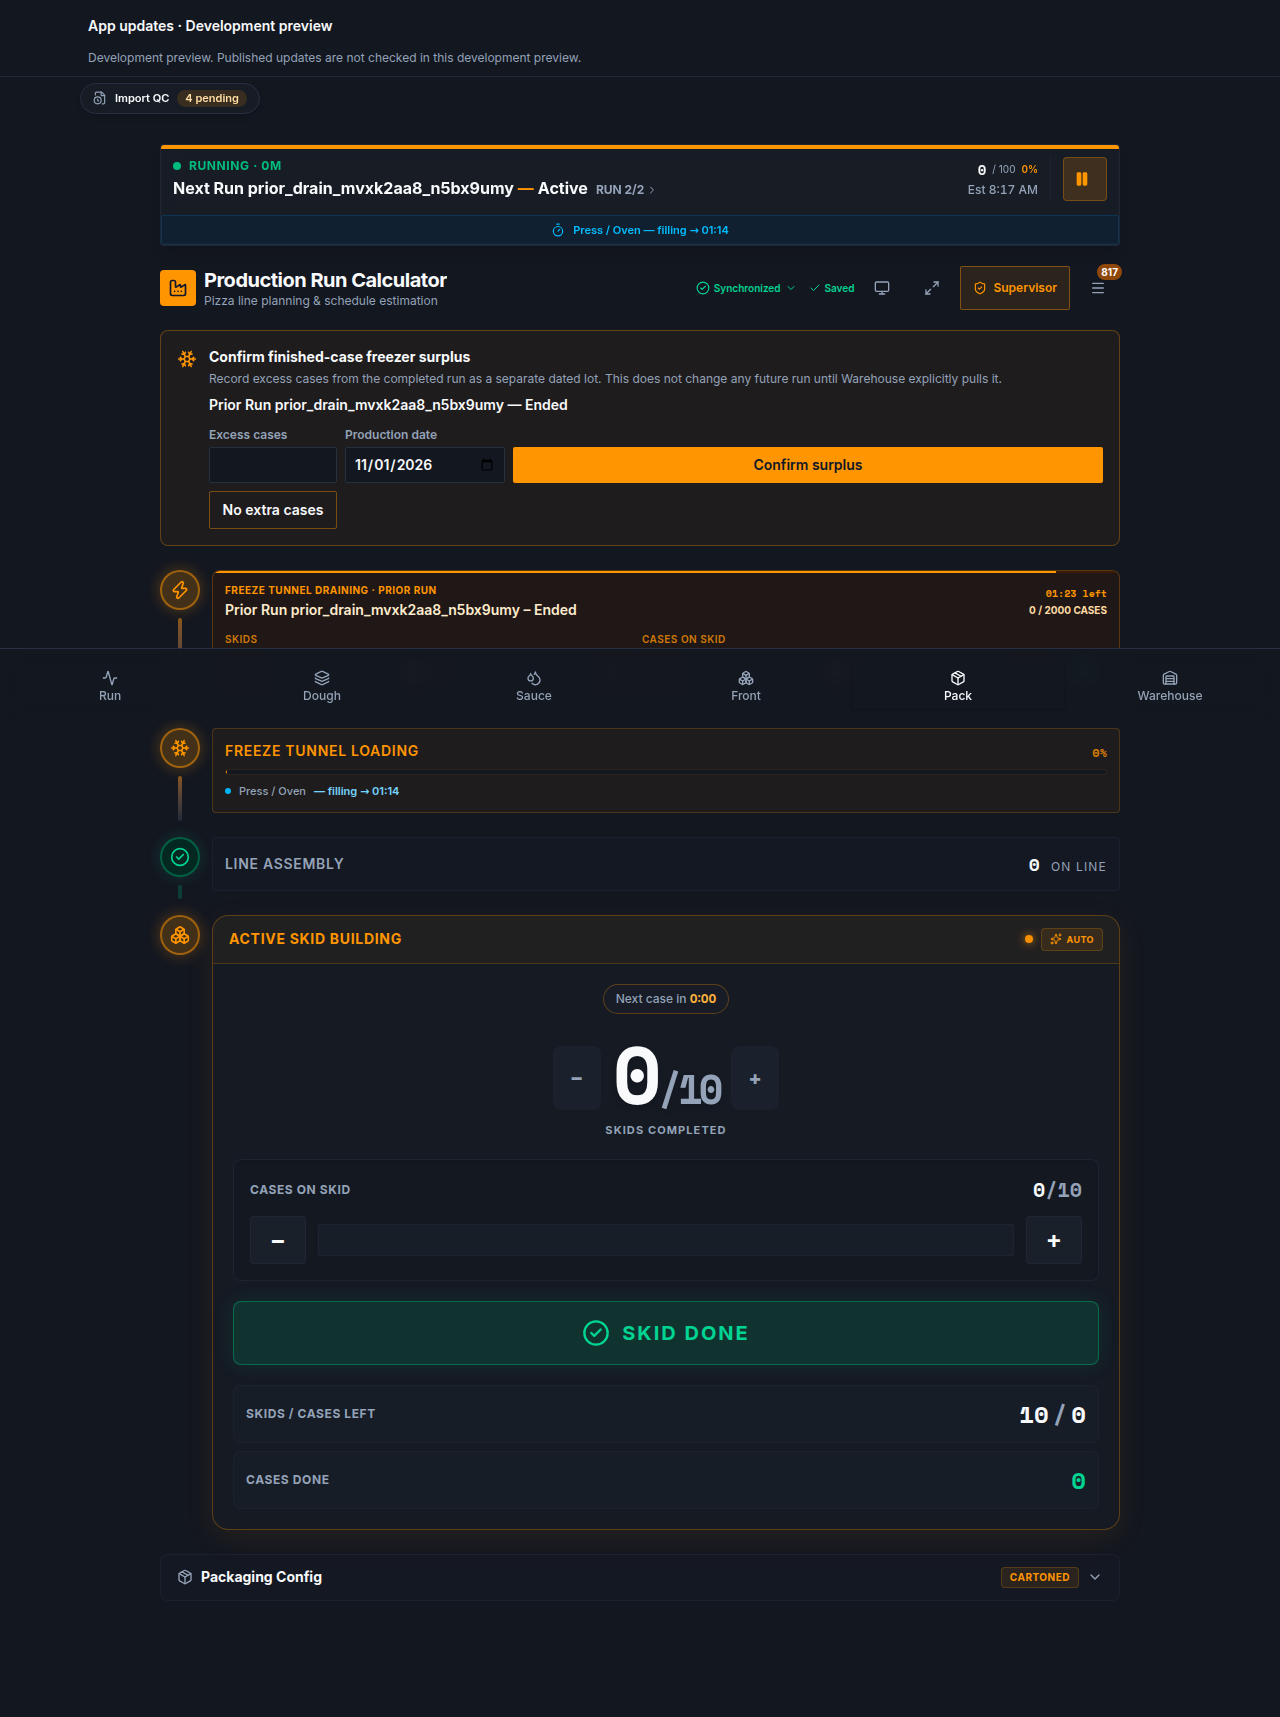 App updates · Development preview
Development preview. Published updates are not checked in this development preview.
Import QC 4 pending
RUNNING · 0M
0 / 100 0%
Next Run prior_drain_mvxk2aa8_n5bx9umy — Active RUN 2/2 ›
Est 8:17 AM
Press / Oven — filling → 01:14
Production Run Calculator
Pizza line planning & schedule estimation
Synchronized Saved Supervisor 817
Confirm finished-case freezer surplus
Record excess cases from the completed run as a separate dated lot. This does not change any future run until Warehouse explicitly pulls it.
Prior Run prior_drain_mvxk2aa8_n5bx9umy — Ended
Excess cases Production date
11/01/2026 Confirm surplus
No extra cases
FREEZE TUNNEL DRAINING · PRIOR RUN
01:23 left
Prior Run prior_drain_mvxk2aa8_n5bx9umy – Ended
0 / 2000 CASES
SKIDS CASES ON SKID
Run Dough Sauce Front Pack Warehouse
FREEZE TUNNEL LOADING 0%
Press / Oven — filling → 01:14
LINE ASSEMBLY 0 ON LINE
ACTIVE SKID BUILDING AUTO
Next case in 0:00
− 0/10 +
SKIDS COMPLETED
CASES ON SKID 0/10
− +
SKID DONE
SKIDS / CASES LEFT 10 / 0
CASES DONE 0
Packaging Config CARTONED